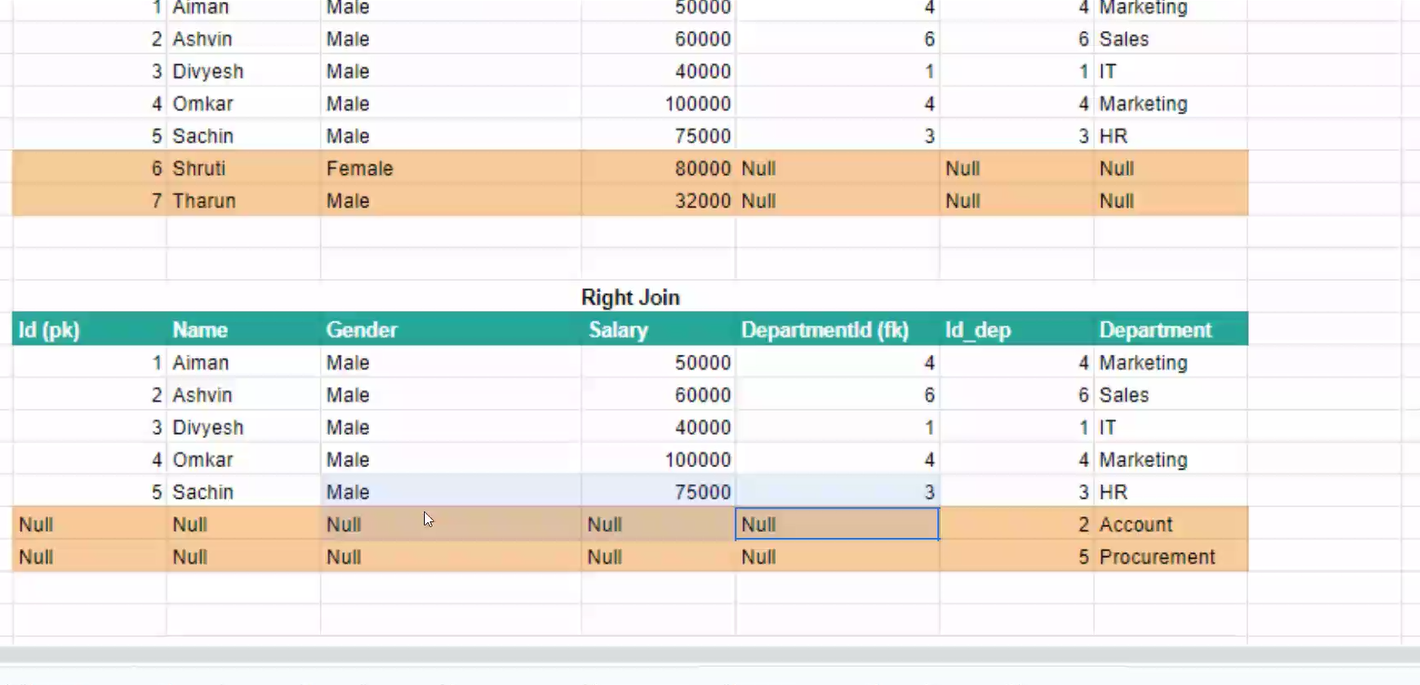 1 Aiman Male 50000 4 4 Marketing
2 Ashvin Male 60000 6 6 Sales
3 Divyesh Male 40000 1 1 IT
4 Omkar Male 100000 4 4 Marketing
5 Sachin Male 75000 3 3 HR
6 Shruti Female 80000 Null Null Null
7 Tharun Male 32000 Null Null Null
Right Join
Id (pk) Name Gender Salary DepartmentId (fk) Id_dep Department
1 Aiman Male 50000 4 4 Marketing
2 Ashvin Male 60000 6 6 Sales
3 Divyesh Male 40000 1 1 IT
4 Omkar Male 100000 4 4 Marketing
5 Sachin Male 75000 3 3 HR
Null Null Null Null Null 2 Account
Null Null Null Null Null 5 Procurement